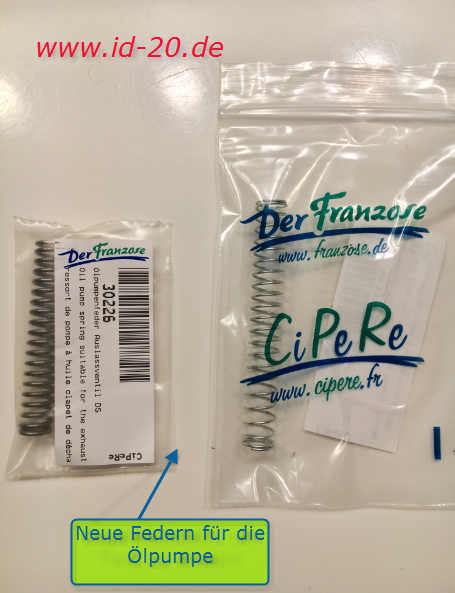 www.id-20.de
Der Franzose
30226
Ölpumpenfeder Auslassventil DS
Oil pump spring suitable for the exhaust
ressort de pompe à huile clapet de décha
CiPeRe
Der Franzose
www.franzose.de
CiPeRe
www.cipere.fr
Neue Federn für die
Ölpumpe